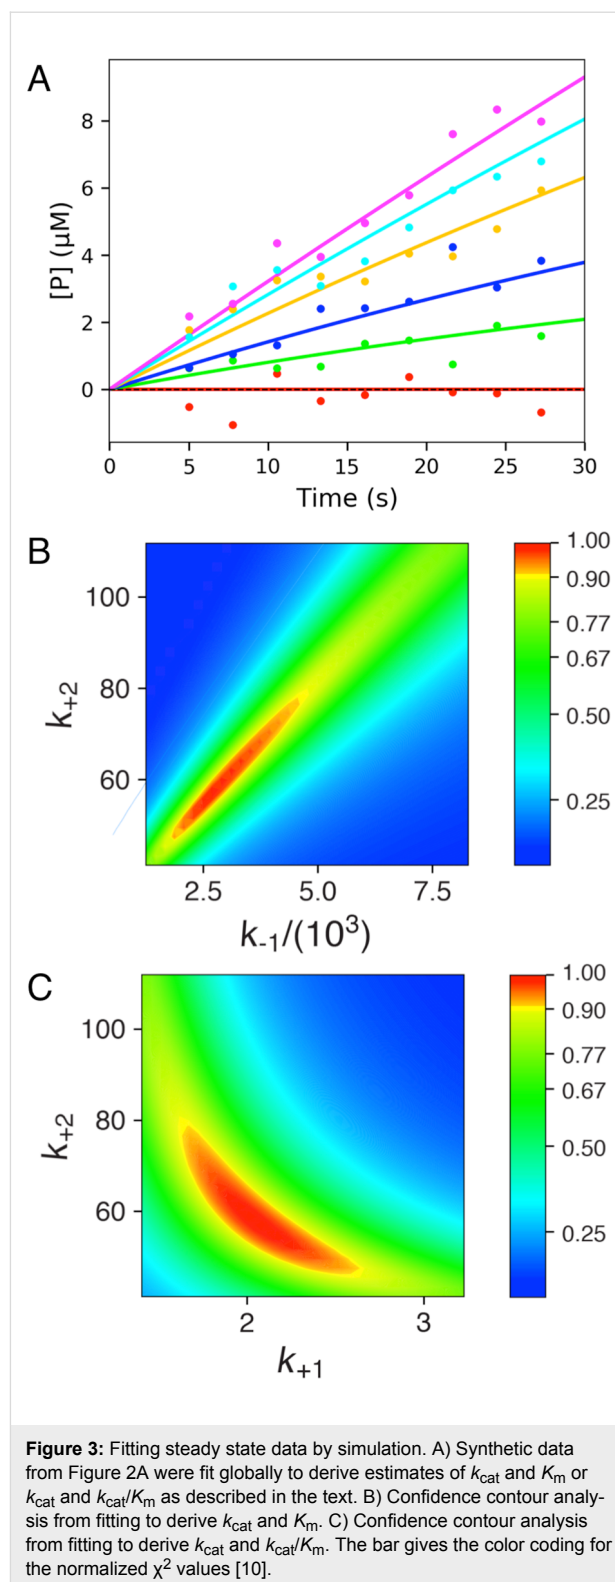 A
8
6
4
2
0
[P] (μM)
0 5 10 15 20 25 30
Time (s)
B
100
80
60
k+2
2.5 5.0 7.5
k-1/(10³)
1.00
0.90
0.77
0.67
0.50
0.25
C
100
80
60
k+2
2 3
k+1
1.00
0.90
0.77
0.67
0.50
0.25
Figure 3: Fitting steady state data by simulation. A) Synthetic data
from Figure 2A were fit globally to derive estimates of kcat and Km or
kcat and kcat/Km as described in the text. B) Confidence contour analy-
sis from fitting to derive kcat and Km. C) Confidence contour analysis
from fitting to derive kcat and kcat/Km. The bar gives the color coding for
the normalized χ² values [10].